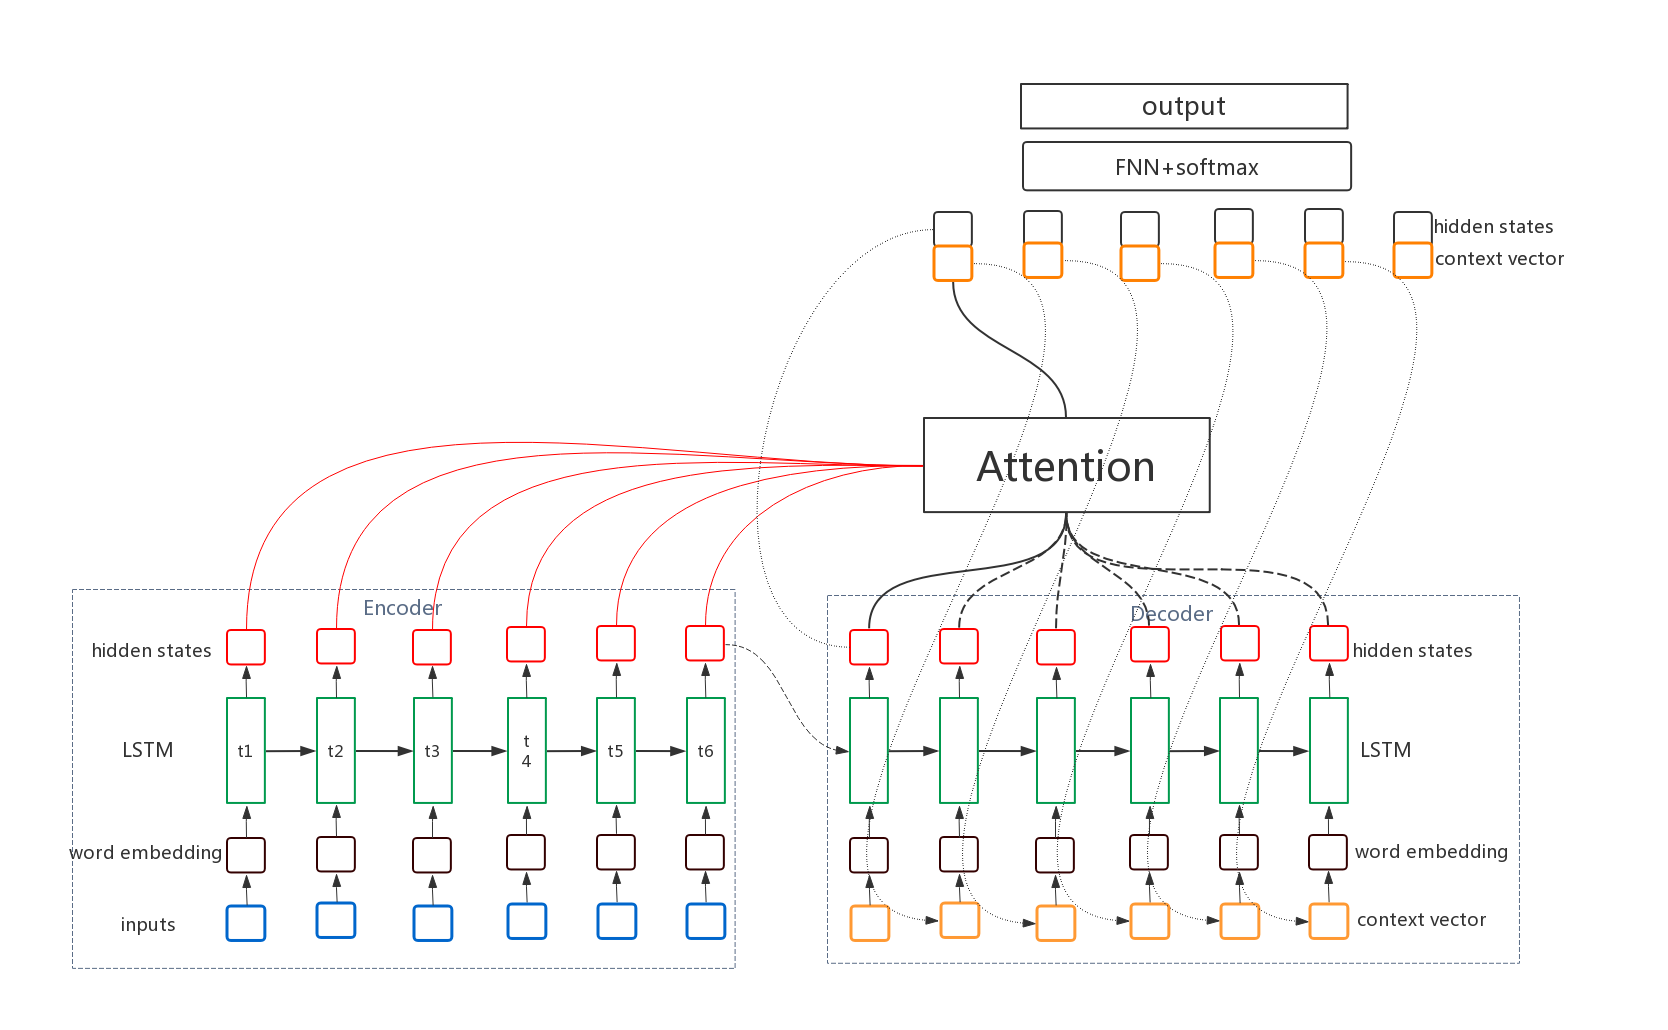 output
FNN+softmax
hidden states
context vector
Attention
Encoder
Decoder
hidden states
hidden states
LSTM
t1
t2
t3
t
4
t5
t6
LSTM
word embedding
word embedding
inputs
context vector